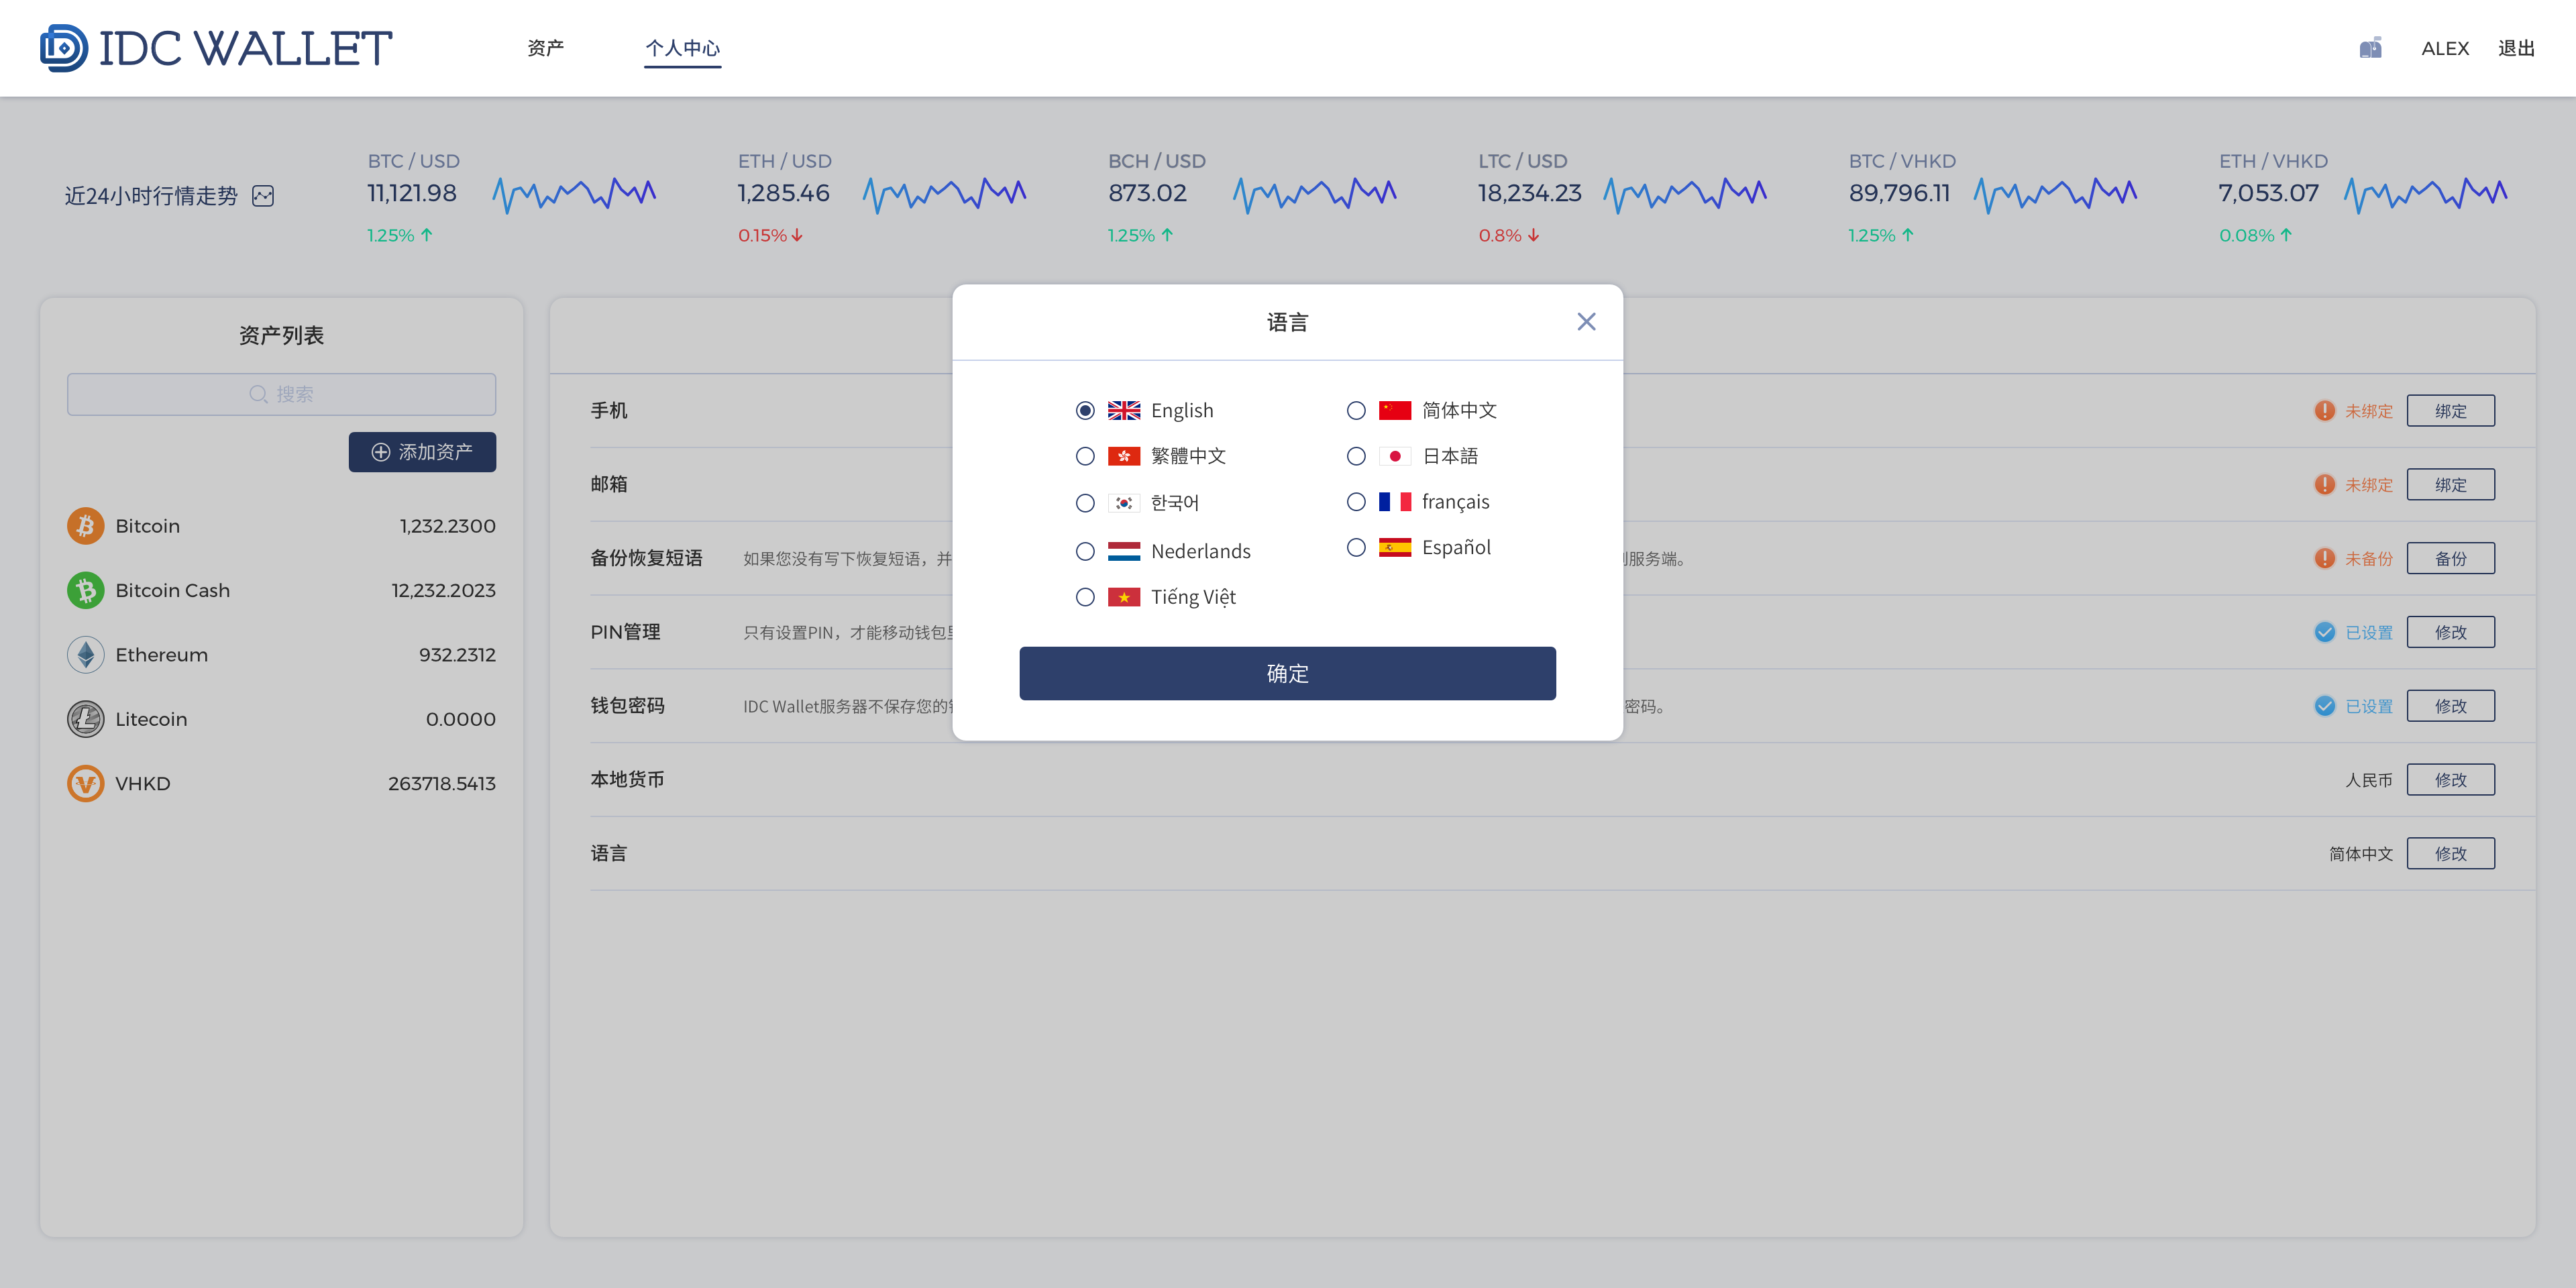 IDC WALLET
资产
个人中心
ALEX
退出
近24小时行情走势
BTC / USD
11,121.98
1.25%
ETH / USD
1,285.46
0.15%
BCH / USD
873.02
1.25%
LTC / USD
18,234.23
0.8%
BTC / VHKD
89,796.11
1.25%
ETH / VHKD
7,053.07
0.08%
资产列表
搜索
添加资产
Bitcoin 1,232.2300
Bitcoin Cash 12,232.2023
Ethereum 932.2312
Litecoin 0.0000
VHKD 263718.5413
语言
English
简体中文
繁體中文
日本語
한국어
français
Nederlands
Español
Tiếng Việt
确定
手机 未绑定 绑定
邮箱 未绑定 绑定
备份恢复短语 如果您没有写下恢复短语，并 服务端。 未备份 备份
PIN管理 只有设置PIN，才能移动钱包 已设置 修改
钱包密码 IDC Wallet服务器不保存您的 密码。 已设置 修改
本地货币 人民币 修改
语言 简体中文 修改